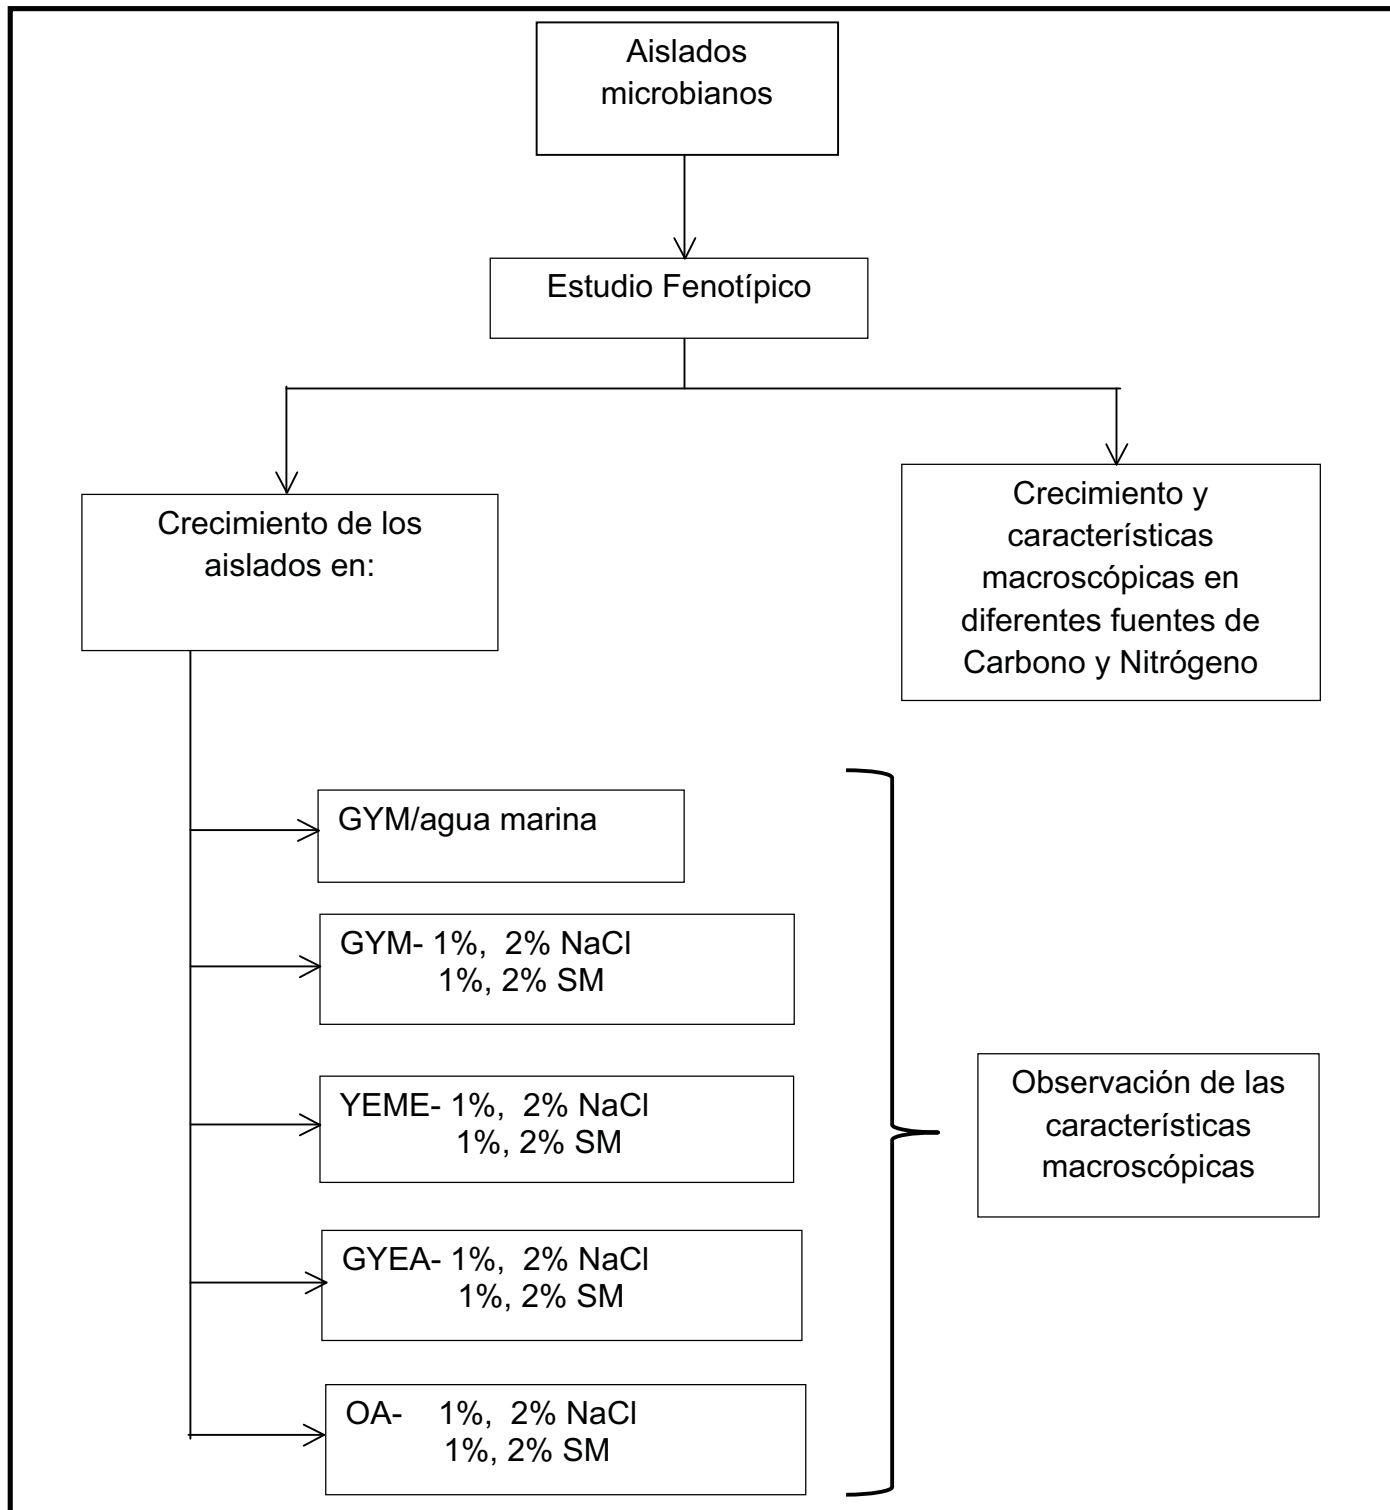 Aislados
microbianos
Estudio Fenotípico
Crecimiento de los
aislados en:
Crecimiento y
características
macroscópicas en
diferentes fuentes de
Carbono y Nitrógeno
GYM/agua marina
GYM- 1%, 2% NaCl
1%, 2% SM
YEME- 1%, 2% NaCl
1%, 2% SM
GYEA- 1%, 2% NaCl
1%, 2% SM
OA- 1%, 2% NaCl
1%, 2% SM
Observación de las
características
macroscópicas